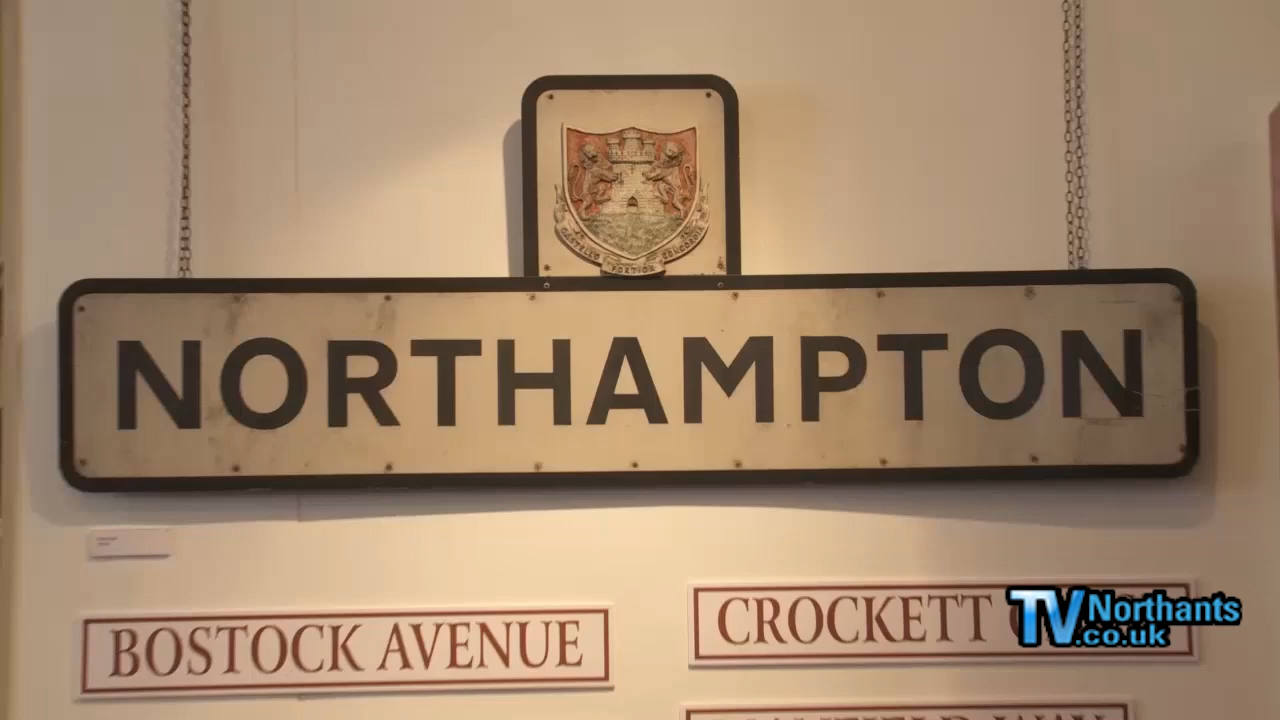 CASTELLO FORTIOR CONCORDIA
NORTHAMPTON
BOSTOCK AVENUE
CROCKETT
TV Northants
.co.uk